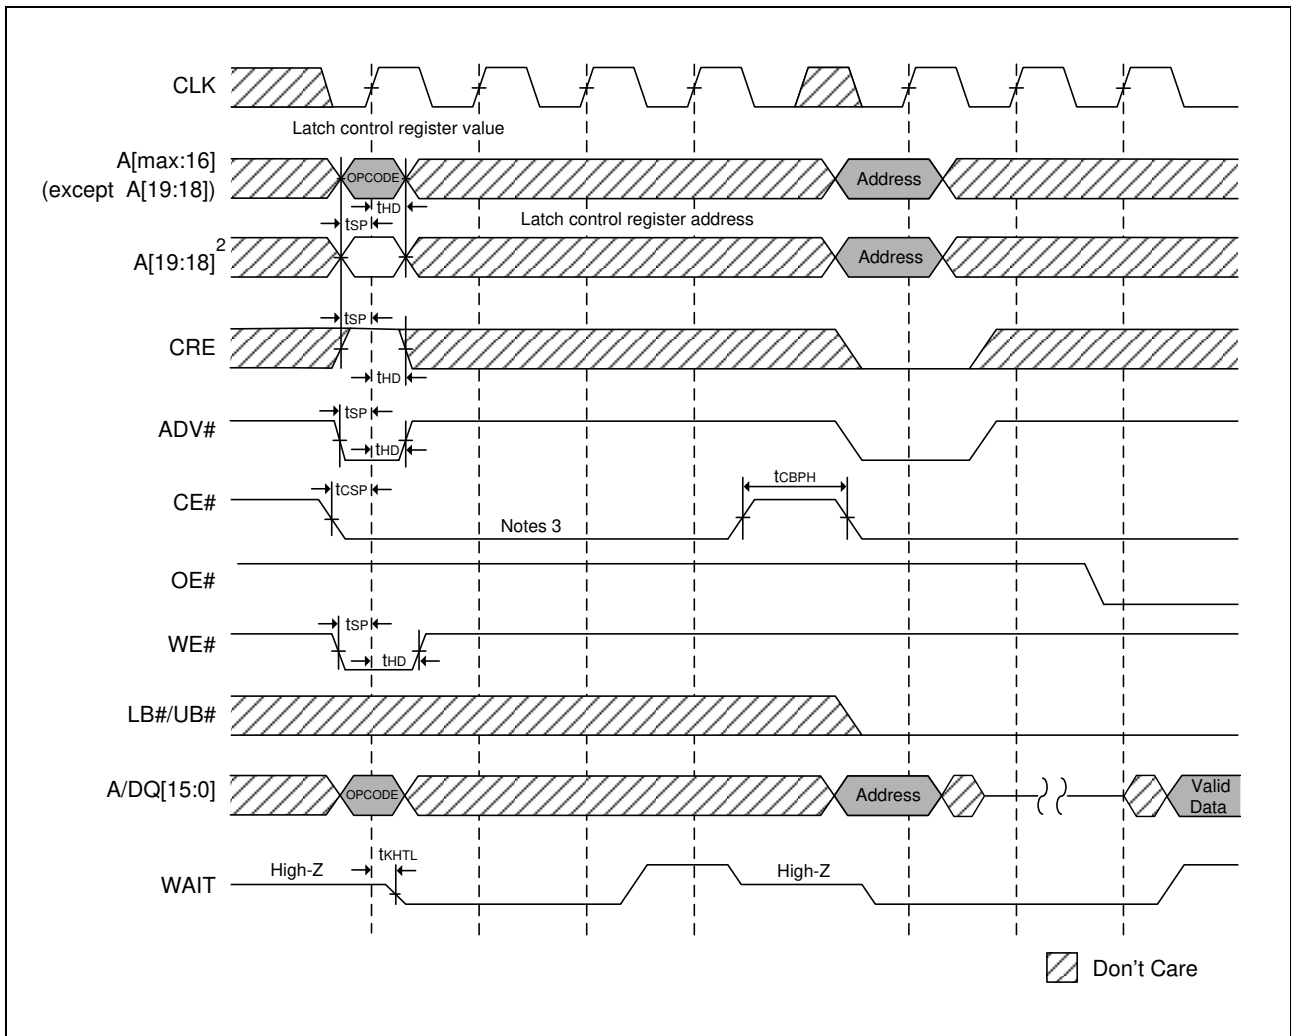 CLK
Latch control register value
A[max:16]
(except A[19:18])
OPCODE
Address
tHD
tSP
Latch control register address
A[19:18]2
Address
tSP
CRE
tHD
tSP
ADV#
tHD
tCBPH
tCSP
CE#
Notes 3
OE#
tSP
WE#
tHD
LB#/UB#
A/DQ[15:0]
OPCODE
Address
Valid
Data
tKHTL
High-Z
High-Z
WAIT
Don't Care